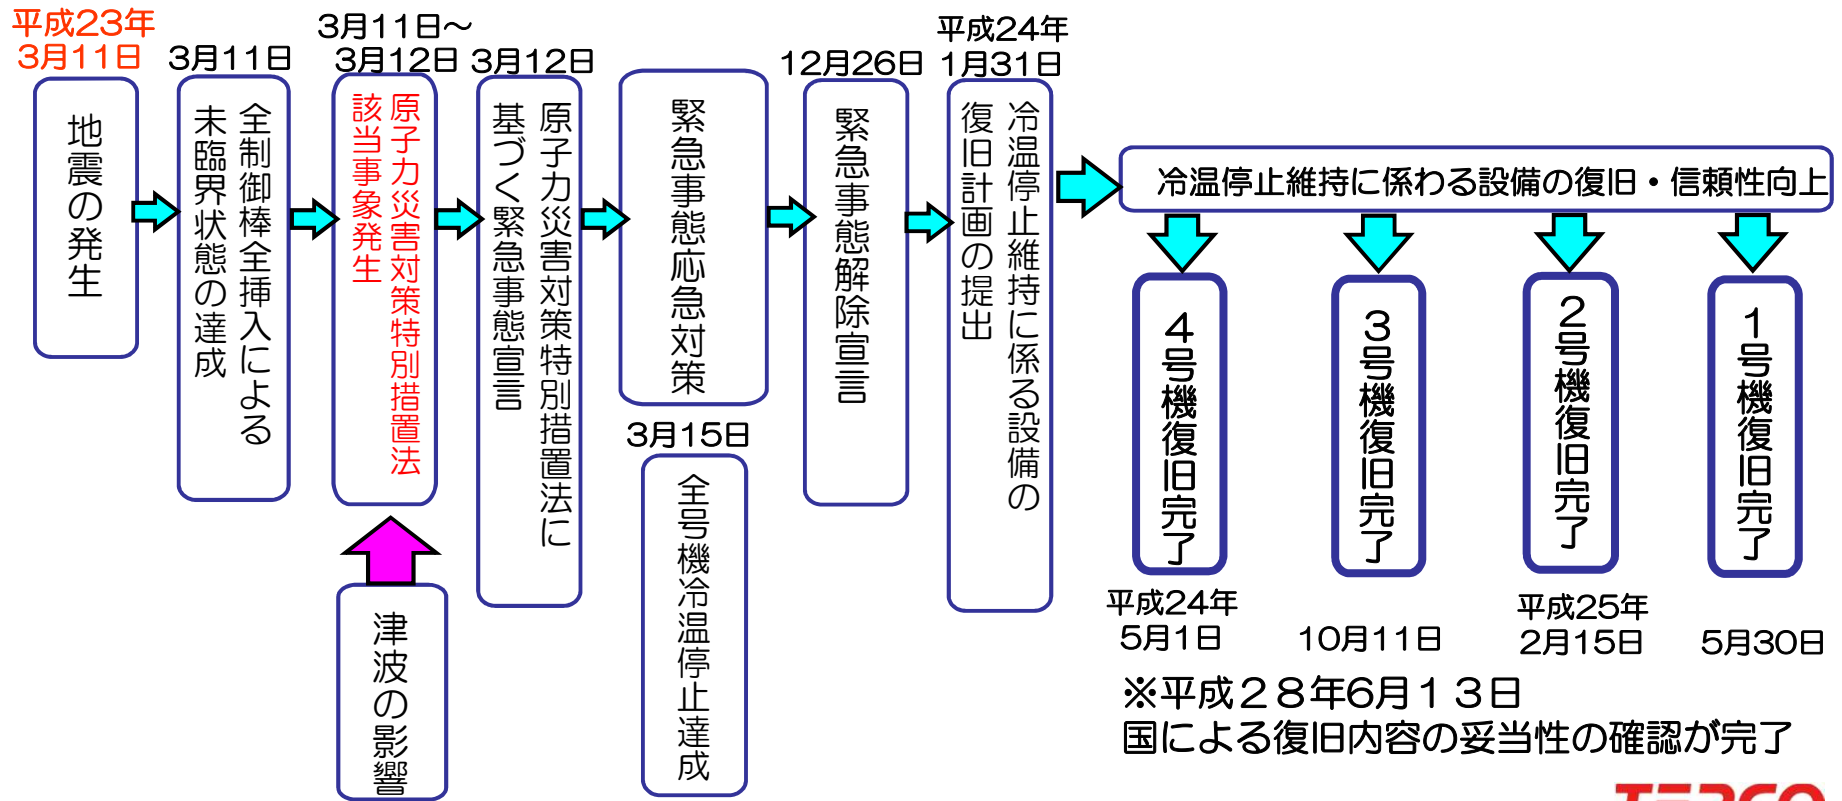 平成23年
3月11日
地震の発生
3月11日
全制御棒全挿入による
未臨界状態の達成
3月11日～
3月12日
原子力災害対策特別措置法
該当事象発生
津波の影響
3月12日
原子力災害対策特別措置法に
基づく緊急事態宣言
緊急事態応急対策
3月15日
全号機冷温停止達成
12月26日
緊急事態解除宣言
平成24年
1月31日
冷温停止維持に係る設備の
復旧計画の提出
冷温停止維持に係わる設備の復旧・信頼性向上
４号機復旧完了
平成24年
5月1日
３号機復旧完了
10月11日
２号機復旧完了
平成25年
2月15日
１号機復旧完了
5月30日
※平成２８年6月１３日
国による復旧内容の妥当性の確認が完了
TEPCO